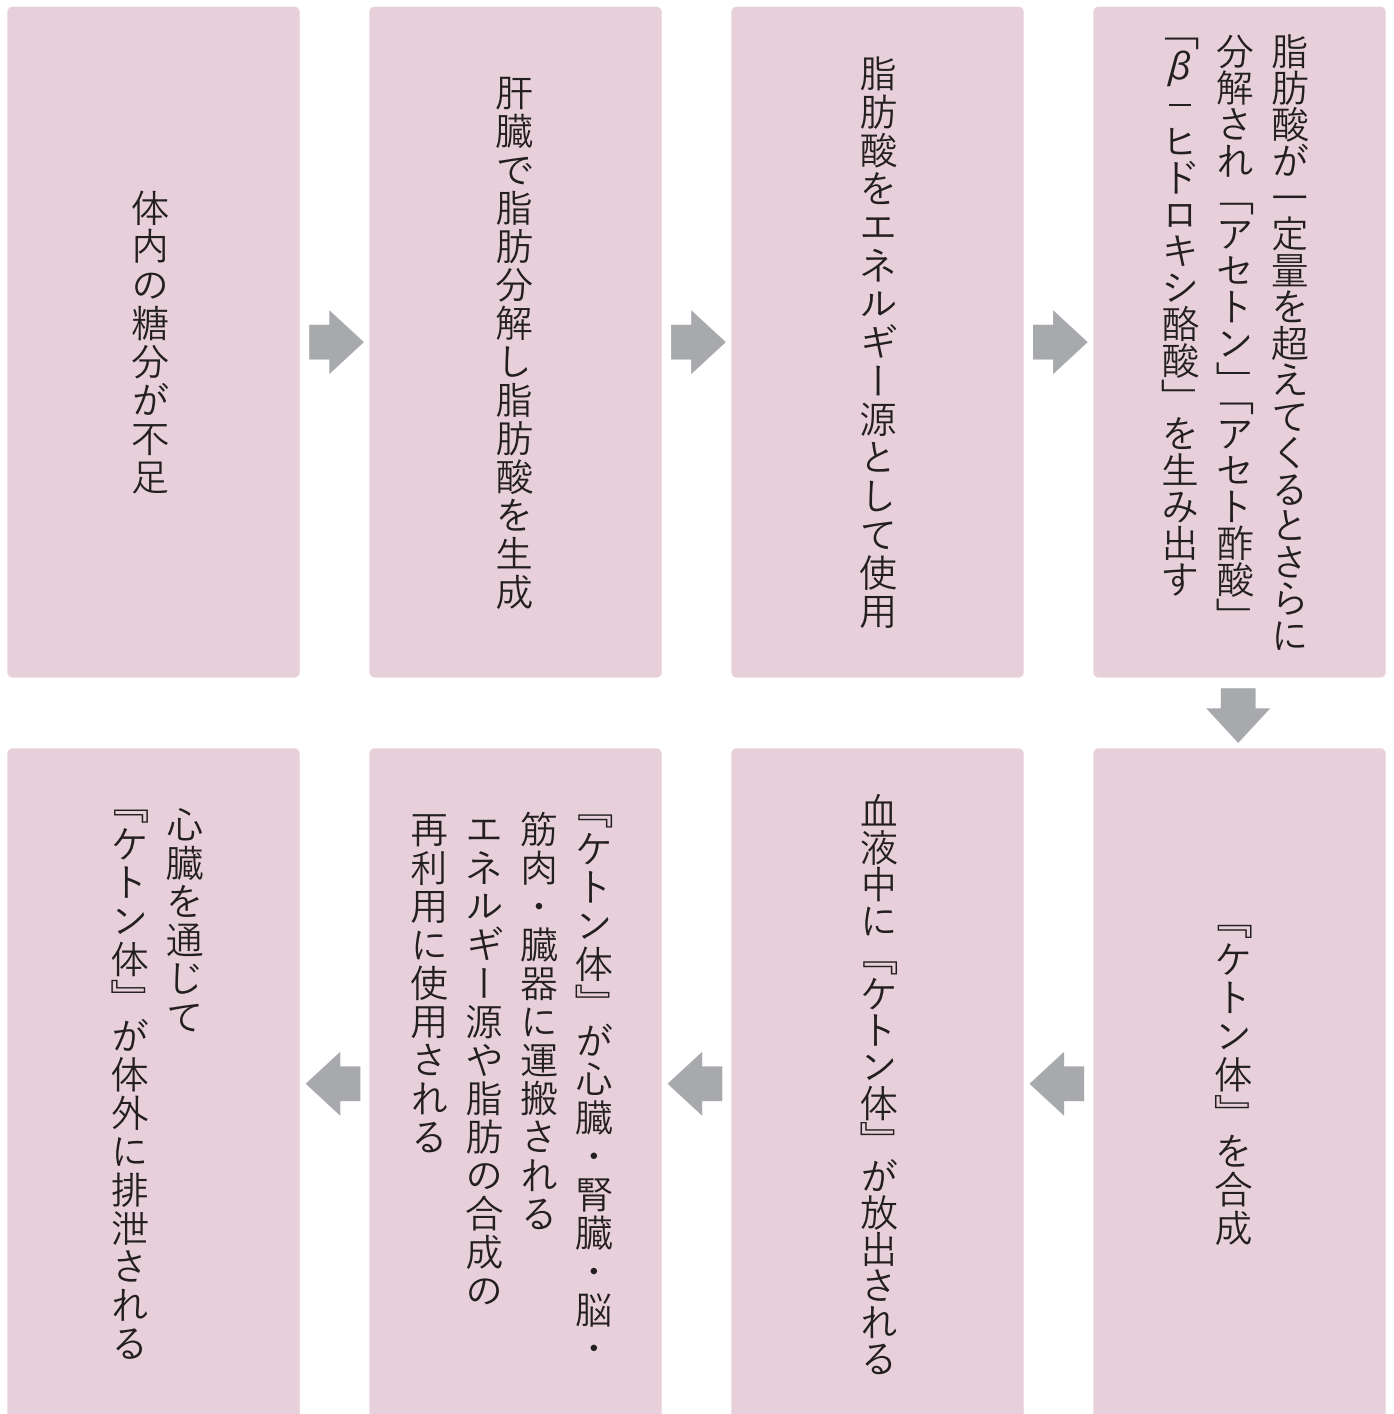 体内の糖分が不足
肝臓で脂肪分解し脂肪酸を生成
脂肪酸をエネルギー源として使用
脂肪酸が一定量を超えてくるとさらに
分解され「アセトン」「アセト酢酸」
「β－ヒドロキシ酪酸」を生み出す
『ケトン体』を合成
血液中に『ケトン体』が放出される
『ケトン体』が心臓・腎臓・脳・
筋肉・臓器に運搬される
エネルギー源や脂肪の合成の
再利用に使用される
心臓を通じて
『ケトン体』が体外に排泄される